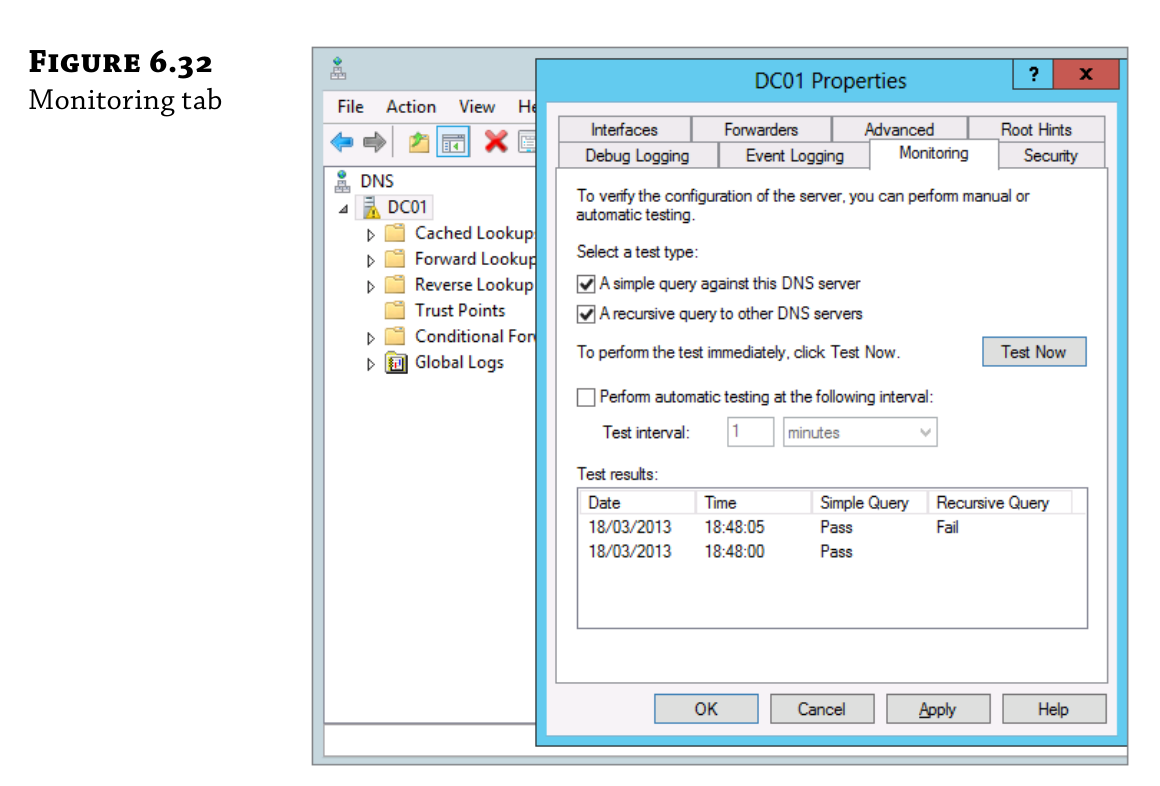 FIGURE 6.32
Monitoring tab
DC01 Properties
?
x
File Action View He
Interfaces Forwarders Advanced Root Hints
Debug Logging Event Logging Monitoring Security
DNS
DC01
Cached Lookup
Forward Lookup
Reverse Lookup
Trust Points
Conditional For
Global Logs
To verify the configuration of the server, you can perform manual or
automatic testing.
Select a test type:
A simple query against this DNS server
A recursive query to other DNS servers
To perform the test immediately, click Test Now.
Test Now
Perform automatic testing at the following interval:
Test interval: 1 minutes
Test results:
Date Time Simple Query Recursive Query
18/03/2013 18:48:05 Pass Fail
18/03/2013 18:48:00 Pass
OK Cancel Apply Help